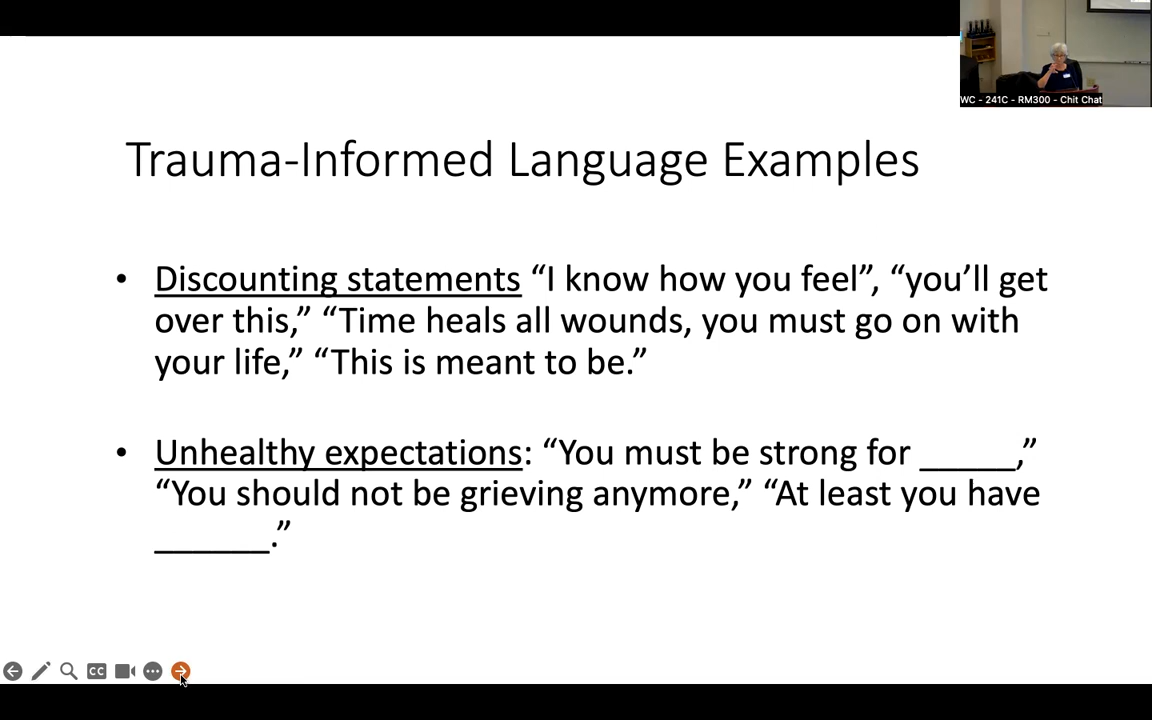 WC - 241C - RM300 - Chit Chat
Trauma-Informed Language Examples
• Discounting statements “I know how you feel”, “you’ll get
over this,” “Time heals all wounds, you must go on with
your life,” “This is meant to be.”
• Unhealthy expectations: “You must be strong for _____,”
“You should not be grieving anymore,” “At least you have
______.”
CC